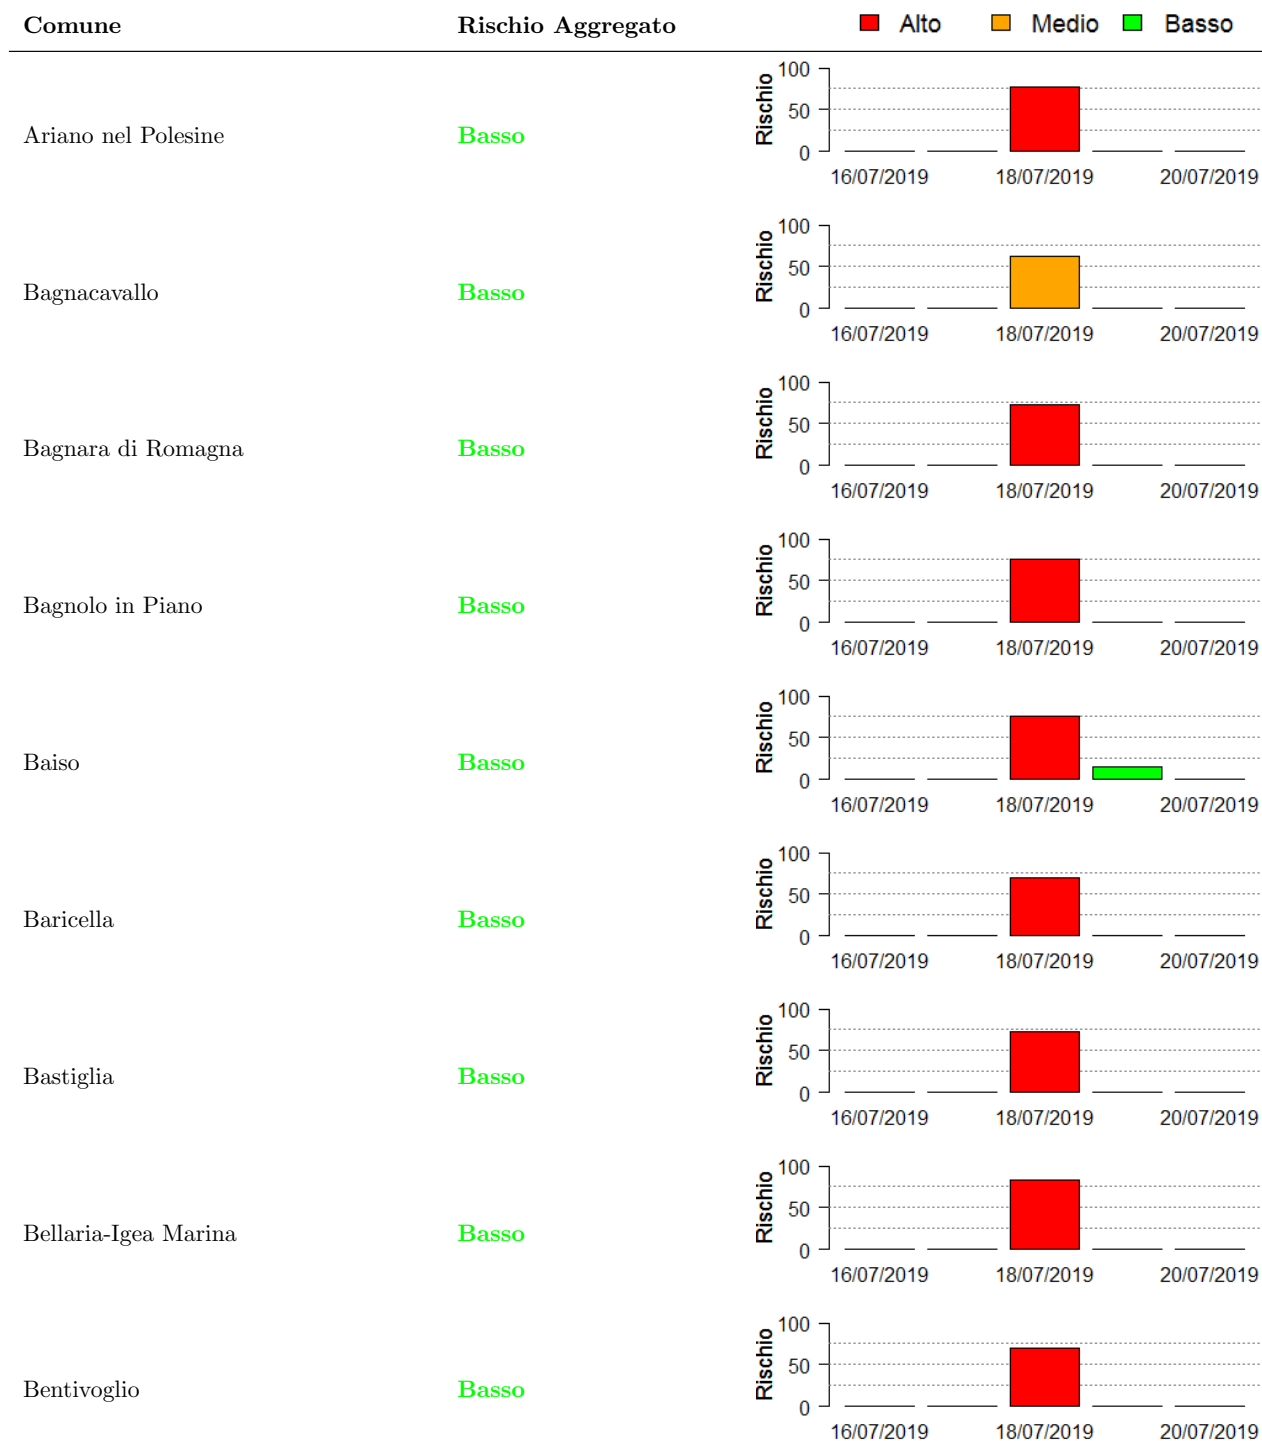 Comune Rischio Aggregato Alto Medio Basso
100
50
0
Rischio
Ariano nel Polesine Basso
16/07/2019 18/07/2019 20/07/2019
100
50
0
Rischio
Bagnacavallo Basso
16/07/2019 18/07/2019 20/07/2019
100
50
0
Rischio
Bagnara di Romagna Basso
16/07/2019 18/07/2019 20/07/2019
100
50
0
Rischio
Bagnolo in Piano Basso
16/07/2019 18/07/2019 20/07/2019
100
50
0
Rischio
Baiso Basso
16/07/2019 18/07/2019 20/07/2019
100
50
0
Rischio
Baricella Basso
16/07/2019 18/07/2019 20/07/2019
100
50
0
Rischio
Bastiglia Basso
16/07/2019 18/07/2019 20/07/2019
100
50
0
Rischio
Bellaria-Igea Marina Basso
16/07/2019 18/07/2019 20/07/2019
100
50
0
Rischio
Bentivoglio Basso
16/07/2019 18/07/2019 20/07/2019